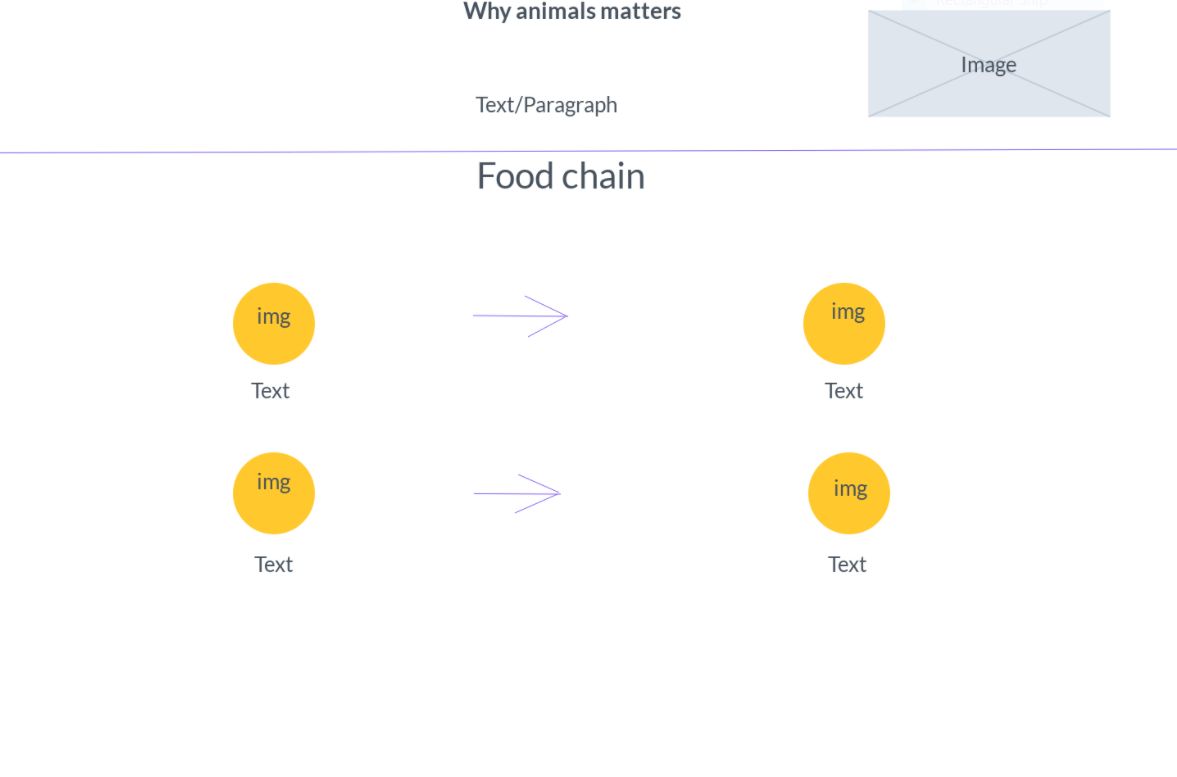 Why animals matters
Image
Text/Paragraph
Food chain
img
img
Text
Text
img
img
Text
Text